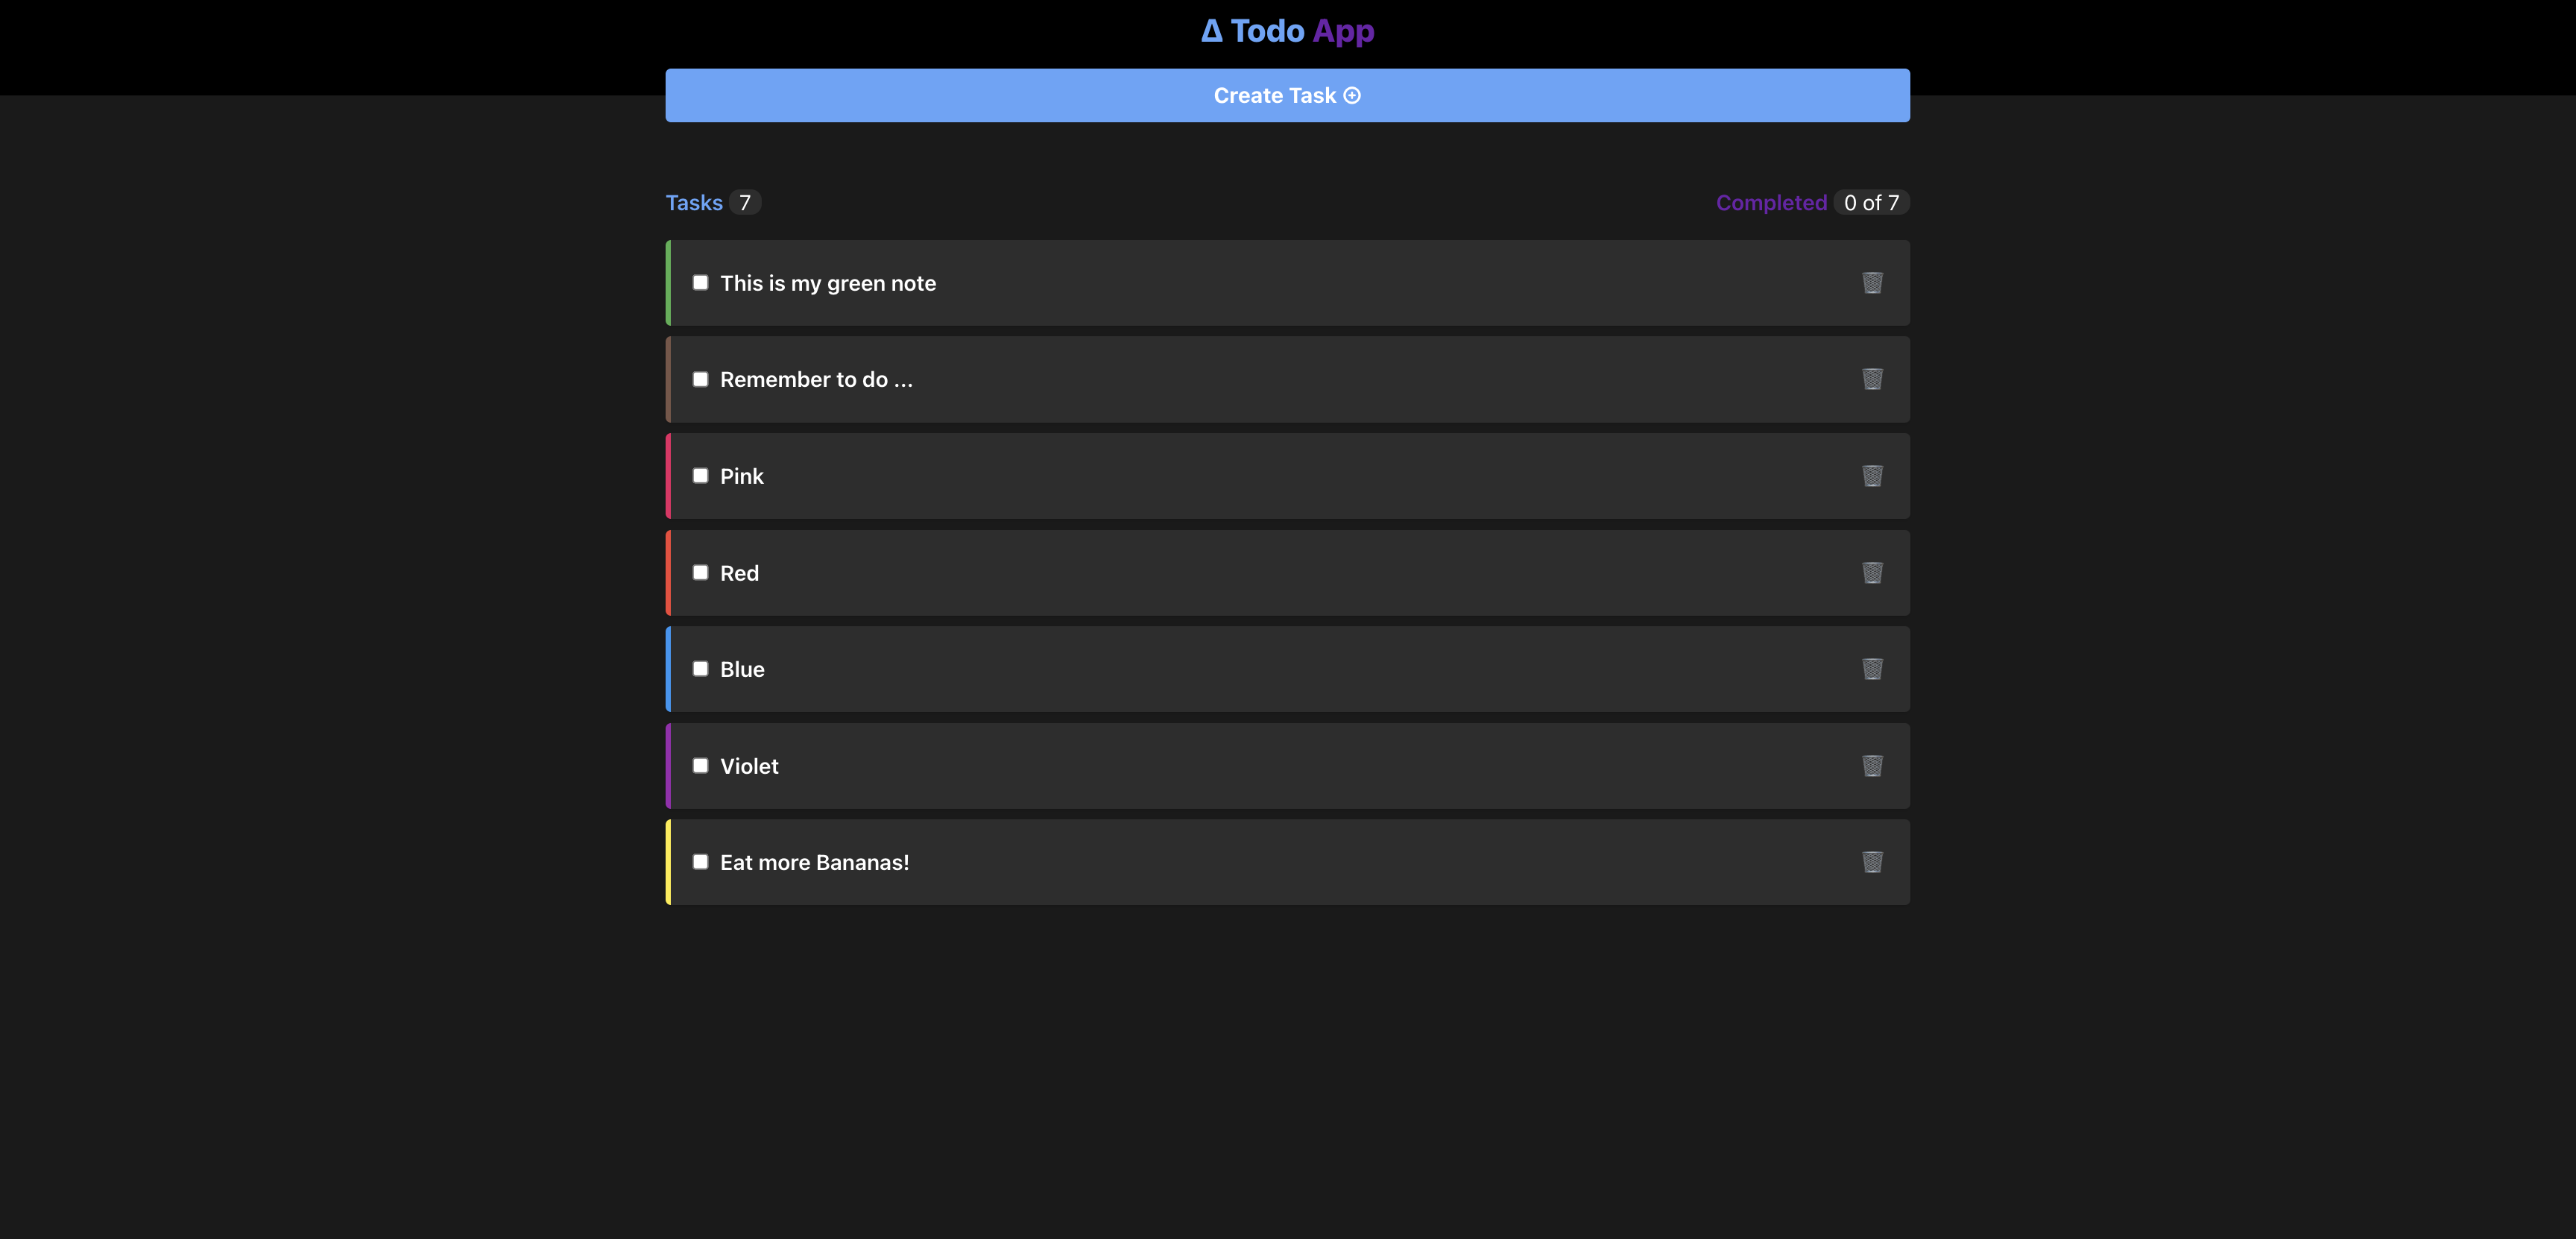 Δ Todo App
Create Task ⊕
Tasks 7
Completed 0 of 7
This is my green note
Remember to do ...
Pink
Red
Blue
Violet
Eat more Bananas!